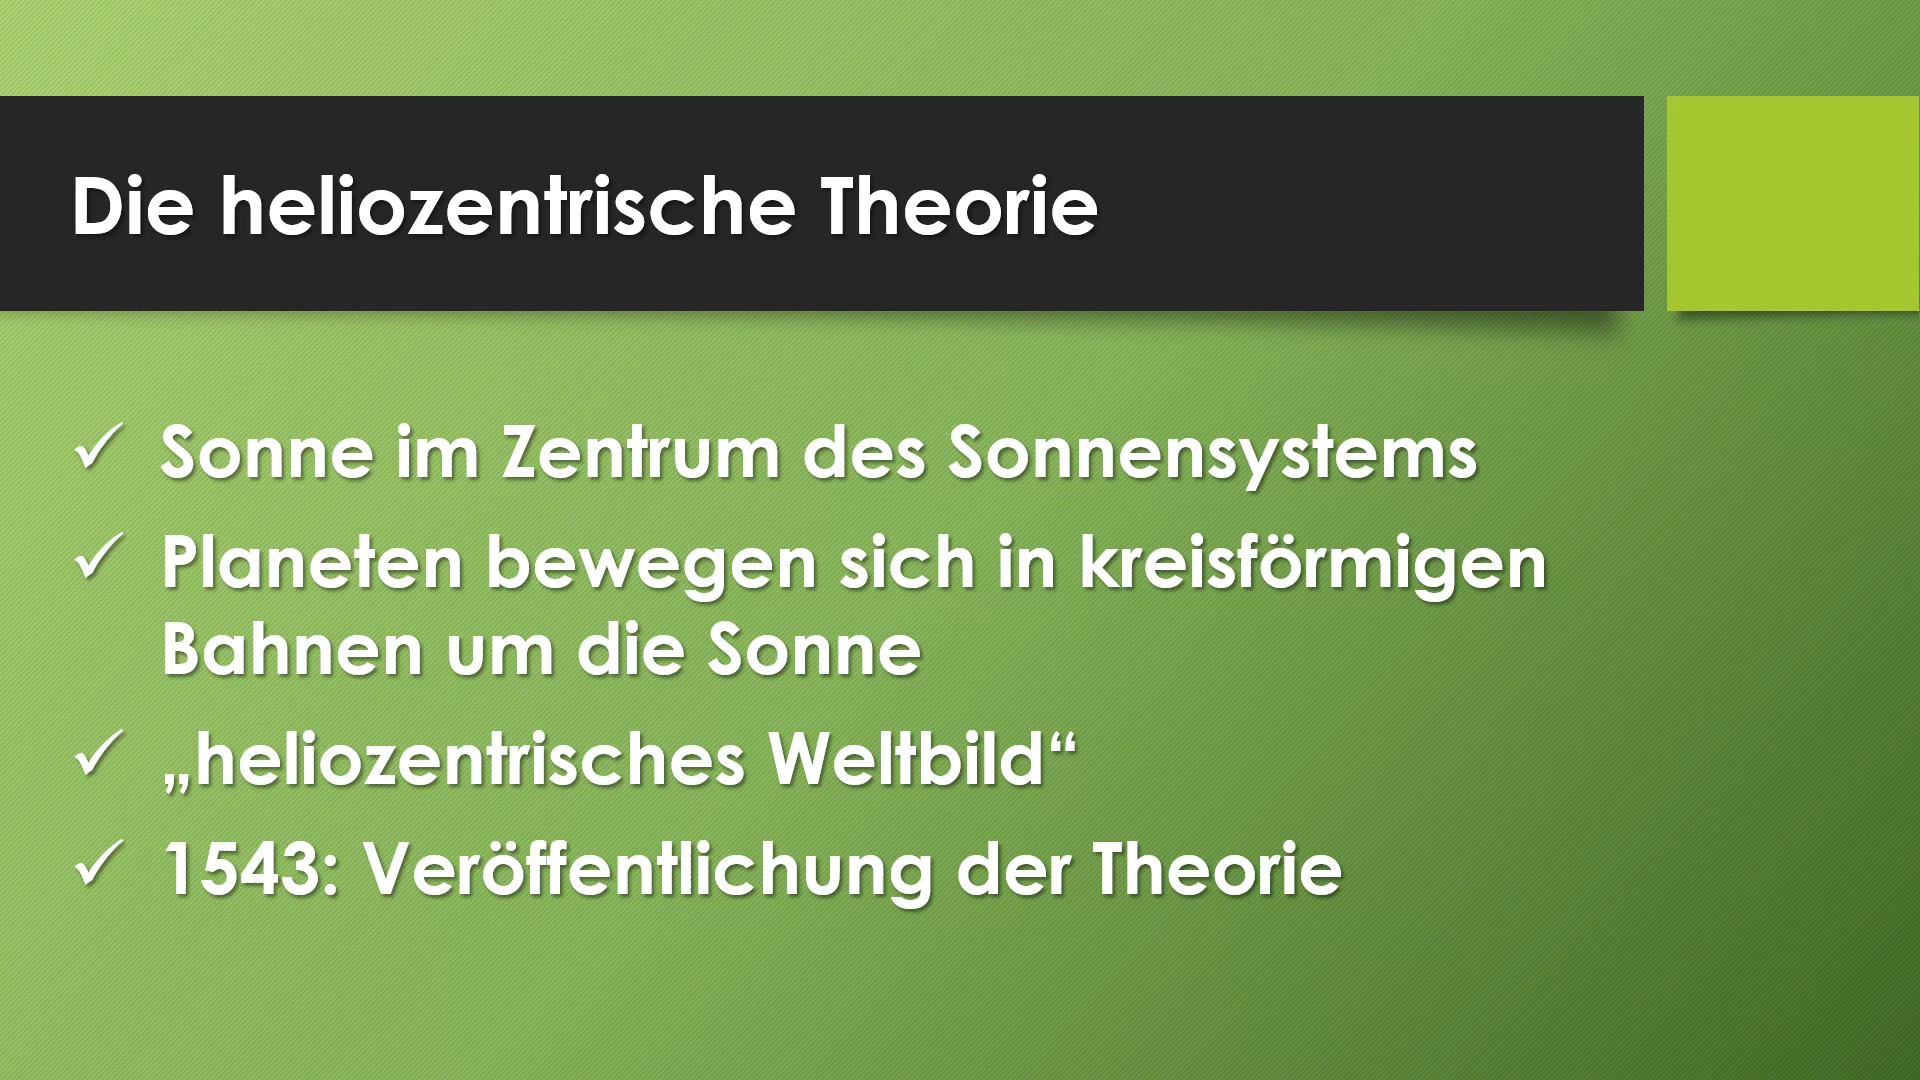 Die heliozentrische Theorie
✓ Sonne im Zentrum des Sonnensystems
✓ Planeten bewegen sich in kreisförmigen
Bahnen um die Sonne
✓ „heliozentrisches Weltbild“
✓ 1543: Veröffentlichung der Theorie